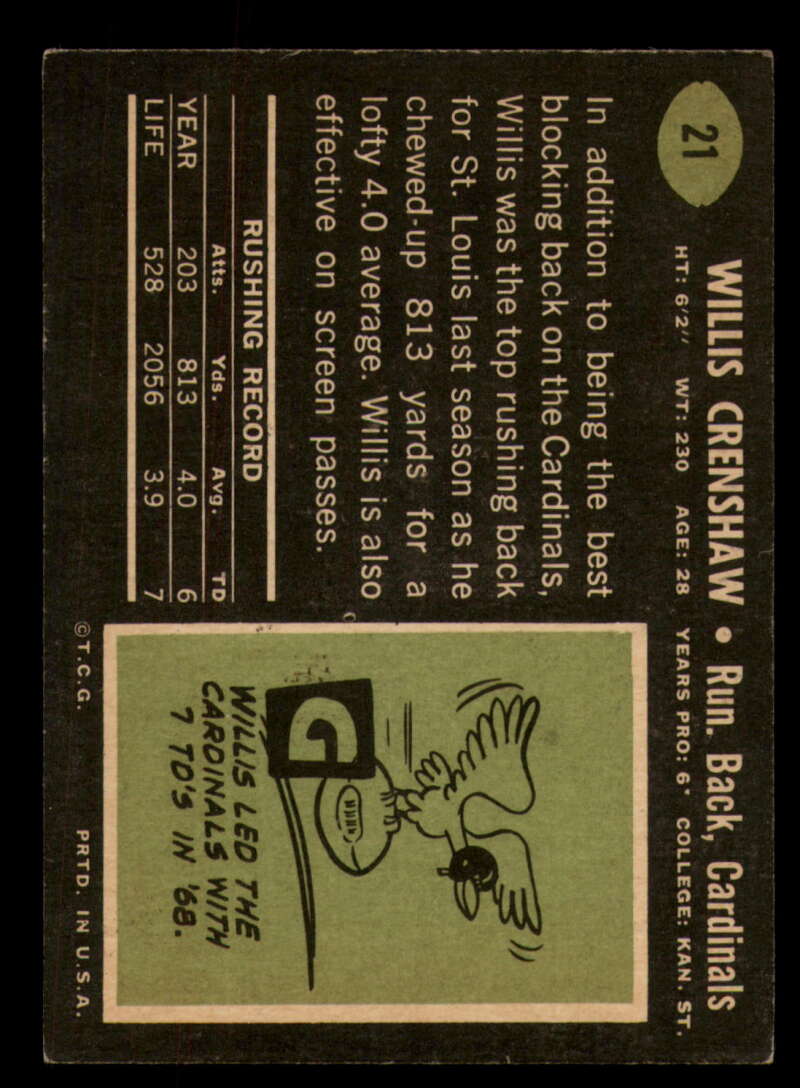 21
WILLIS CRENSHAW • Run. Back, Cardinals
HT: 6'2" WT: 230 AGE: 28 YEARS PRO: 6 COLLEGE: KAN. ST.
In addition to being the best
blocking back on the Cardinals,
Willis was the top rushing back
for St. Louis last season as he
chewed-up 813 yards for a
lofty 4.0 average. Willis is also
effective on screen passes.
RUSHING RECORD
Atts. Yds. Avg. TD
YEAR 203 813 4.0 6
LIFE 528 2056 3.9 7
G
WILLIS LED THE
CARDINALS WITH
7 TD'S IN '68.
©T.C.G. PRTD. IN U.S.A.